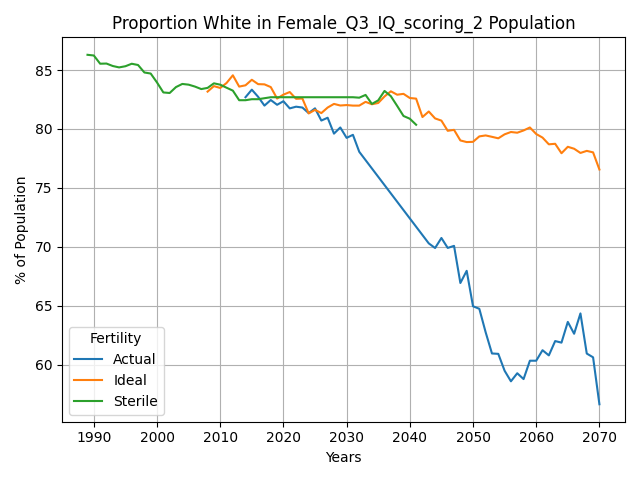 Proportion White in Female_Q3_IQ_scoring_2 Population
% of Population
85
80
75
70
65
60
Fertility
Actual
Ideal
Sterile
1990 2000 2010 2020 2030 2040 2050 2060 2070
Years